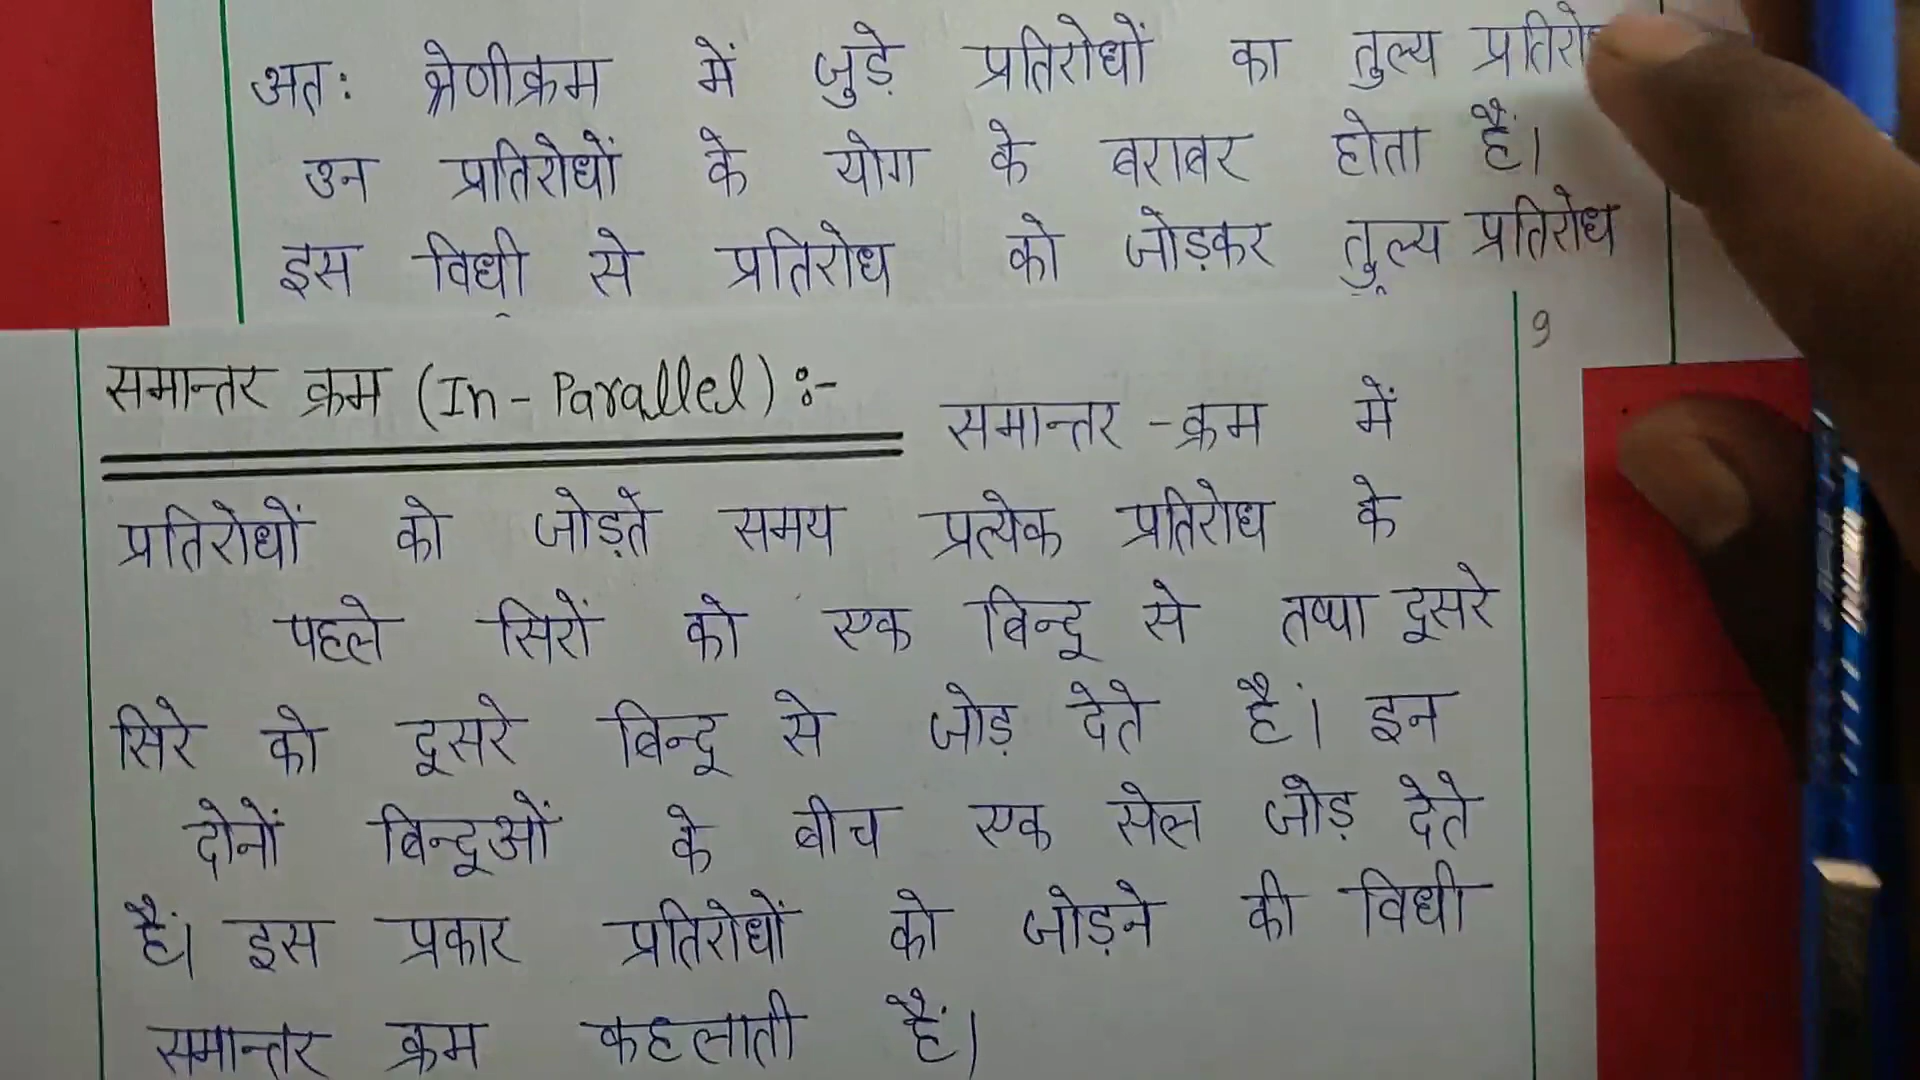 अत: श्रेणीक्रम में जुड़े प्रतिरोधों का तुल्य
उन प्रतिरोधों के योग के बराबर होता हैं।
इस विधी से प्रतिरोध को जोड़कर तुल्य प्रतिरोध
9
समान्तर क्रम (In - Parallel) :-
समान्तर - क्रम में
प्रतिरोधों को जोड़ते समय प्रत्येक प्रतिरोध के
पहले सिरों को एक बिन्दू से तथा दूसरे
सिरे को दूसरे बिन्दू से जोड़ देते हैं। इन
दोनों बिन्दूओं के बीच एक सेल जोड़ देते
हैं। इस प्रकार प्रतिरोधों को जोड़ने की विधी
समान्तर क्रम कहलाती हैं।